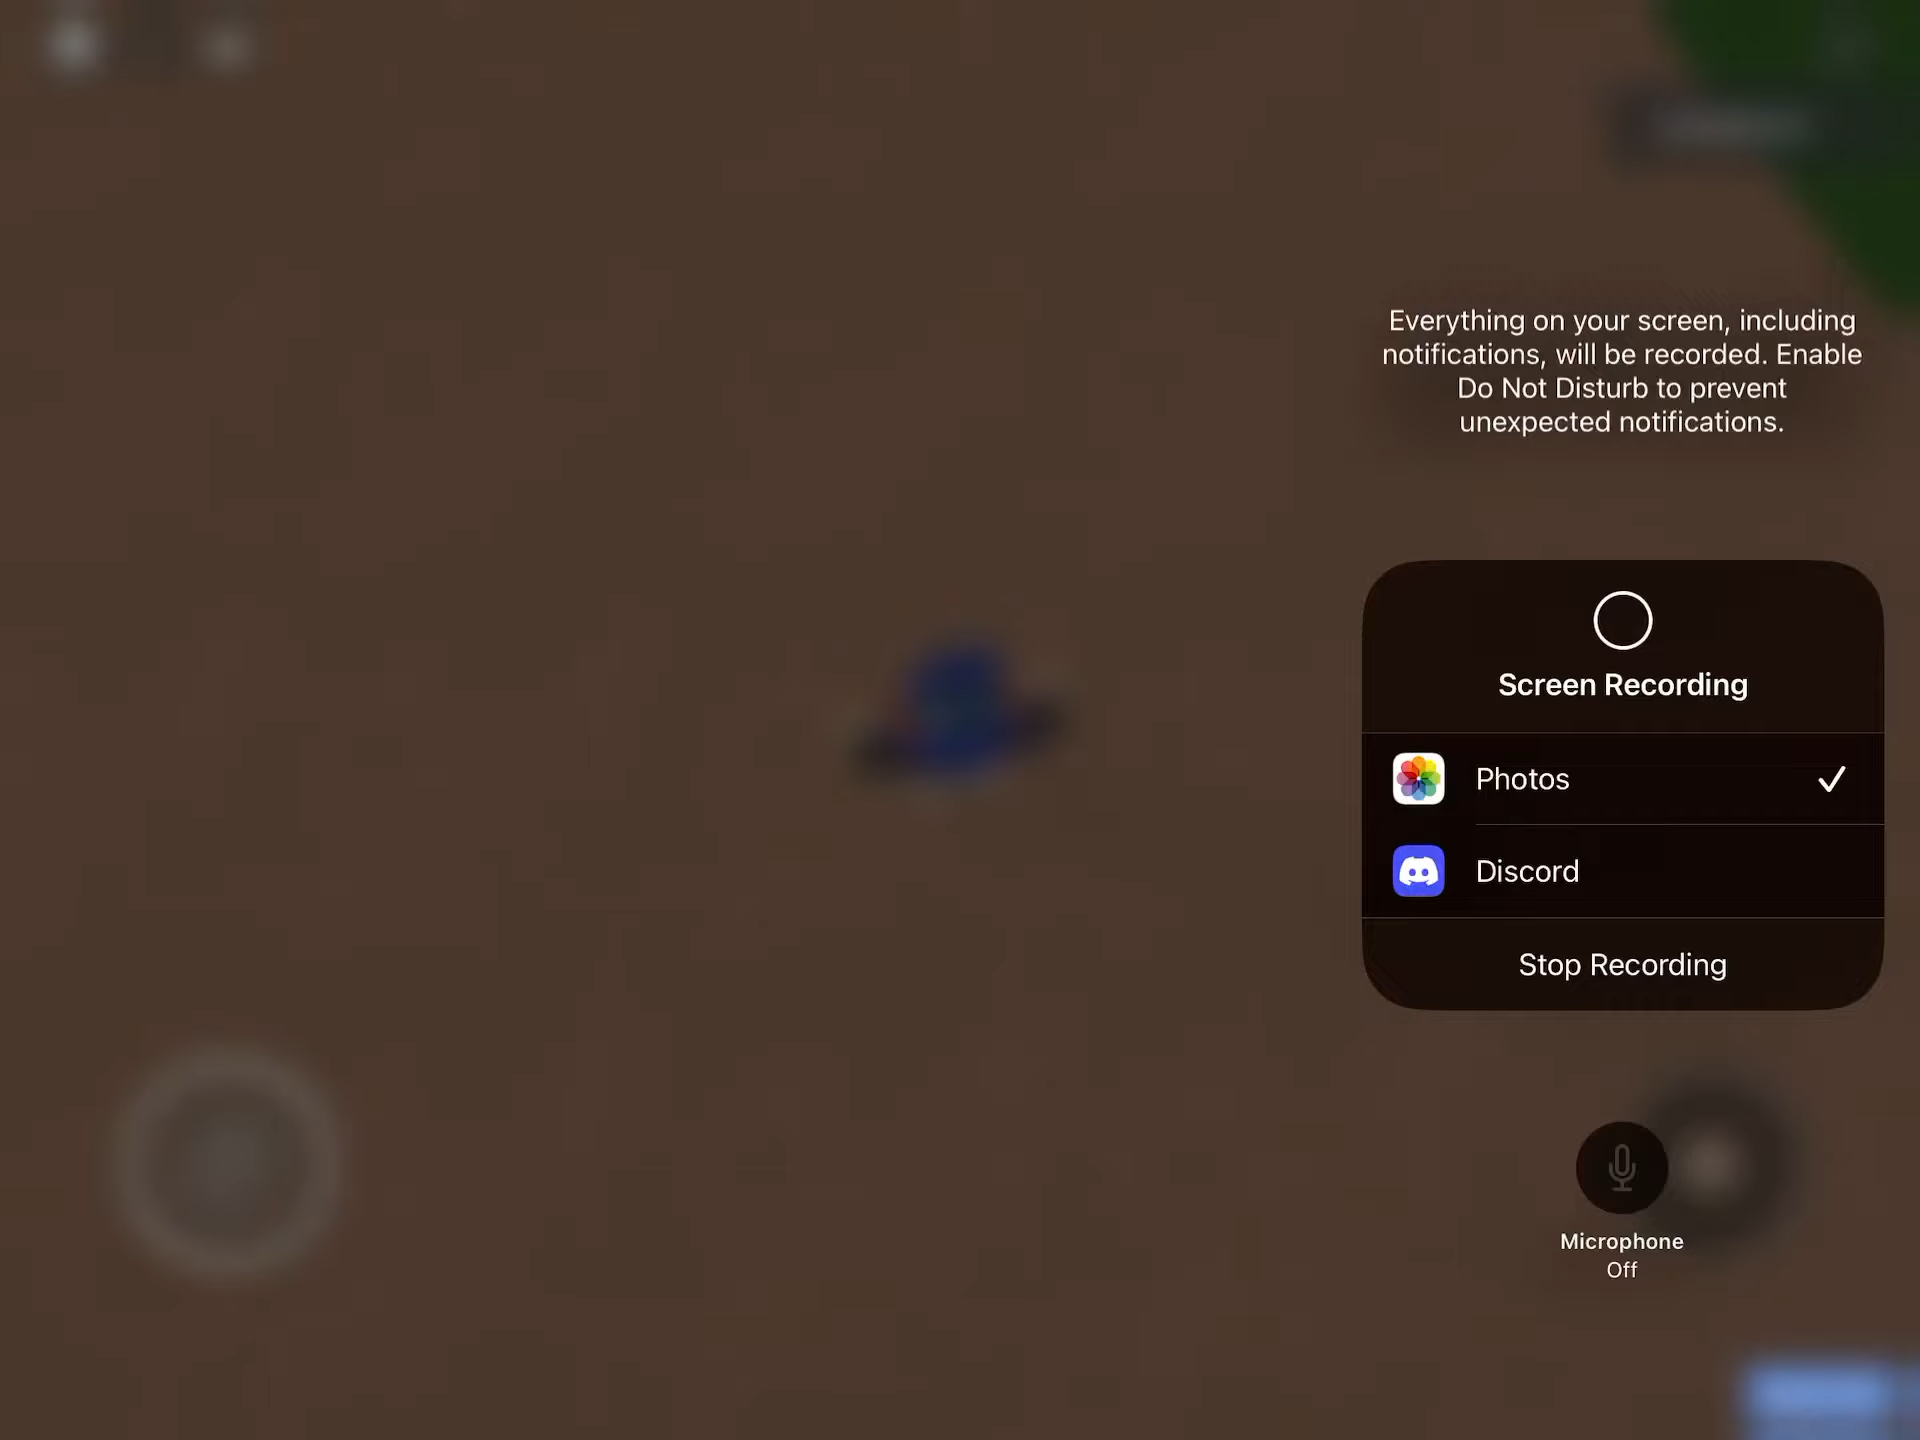 Everything on your screen, including
notifications, will be recorded. Enable
Do Not Disturb to prevent
unexpected notifications.
Screen Recording
Photos
Discord
Stop Recording
Microphone
Off